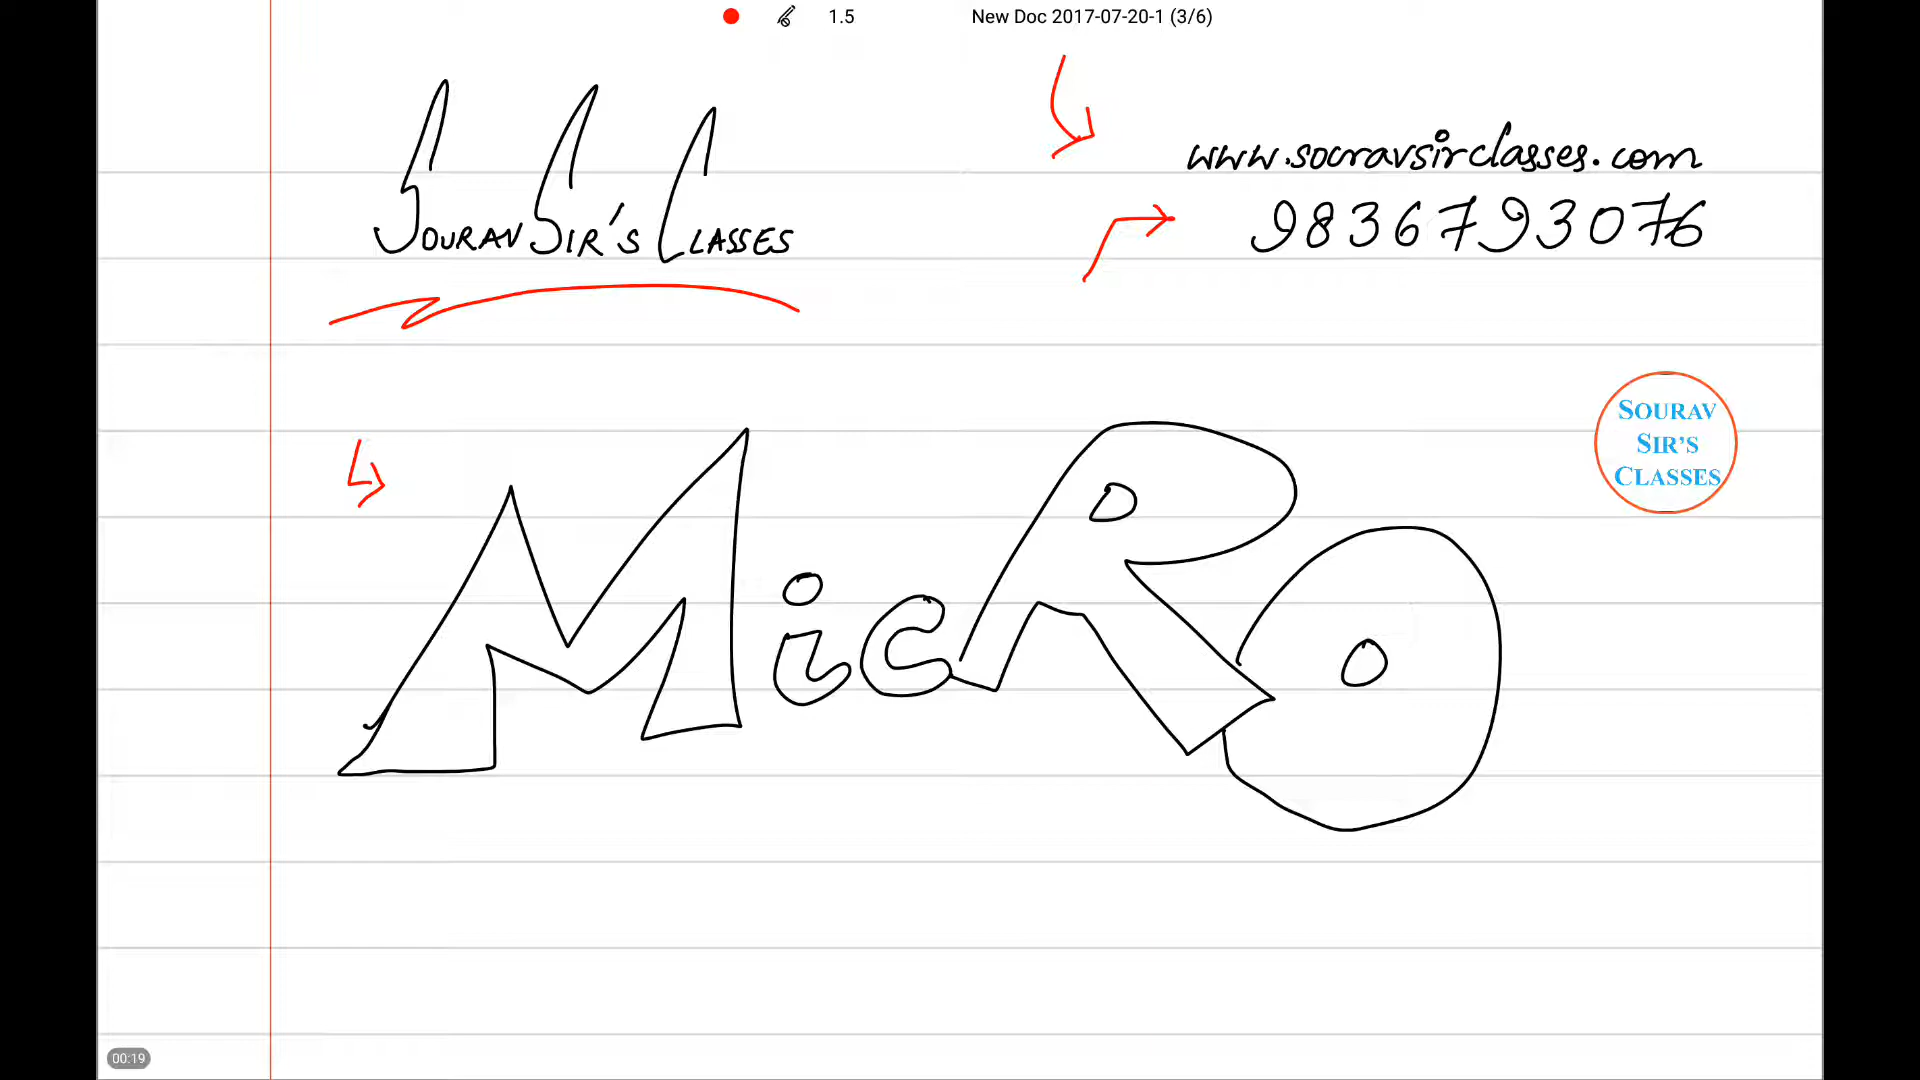 1.5 New Doc 2017-07-20-1 (3/6)
SOURAV SIR'S CLASSES
www.souravsirclasses.com
9836793076
SOURAV
SIR'S
CLASSES
MicRO
00:19